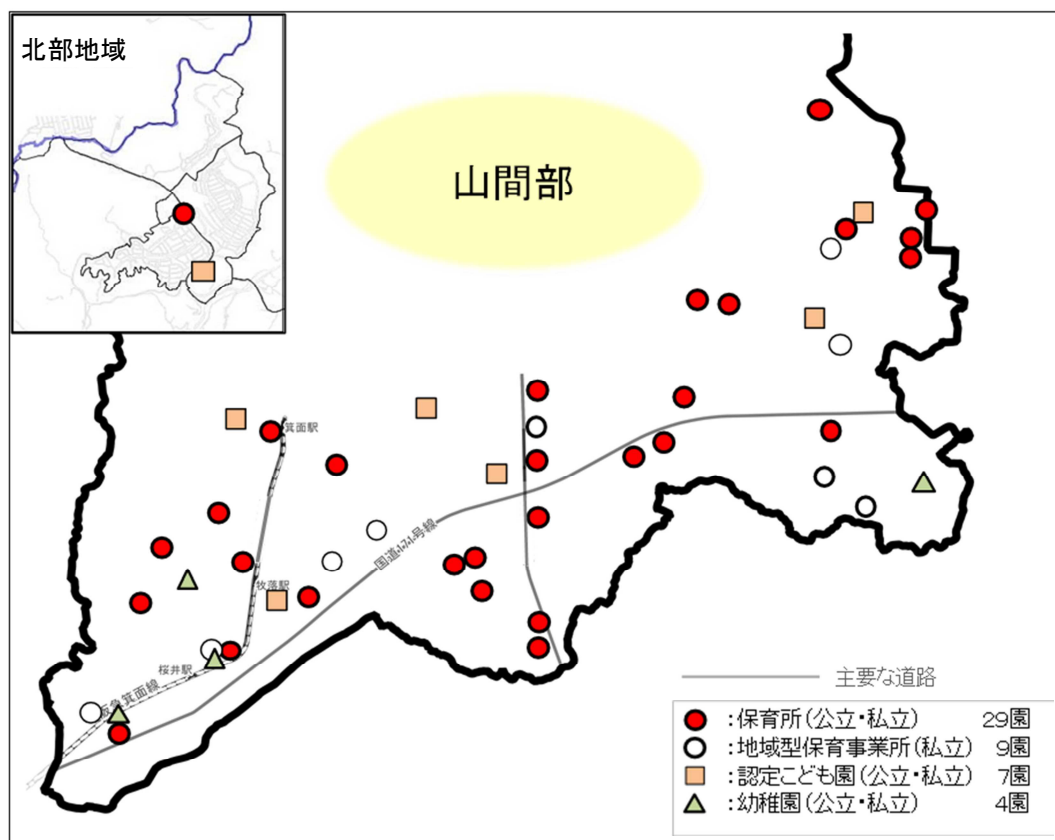 北部地域
山間部
箕面駅
国道171号線
牧落駅
桜井駅
阪急箕面線
主要な道路
:保育所(公立・私立) 29園
:地域型保育事業所(私立) 9園
:認定こども園(公立・私立) 7園
:幼稚園(公立・私立) 4園